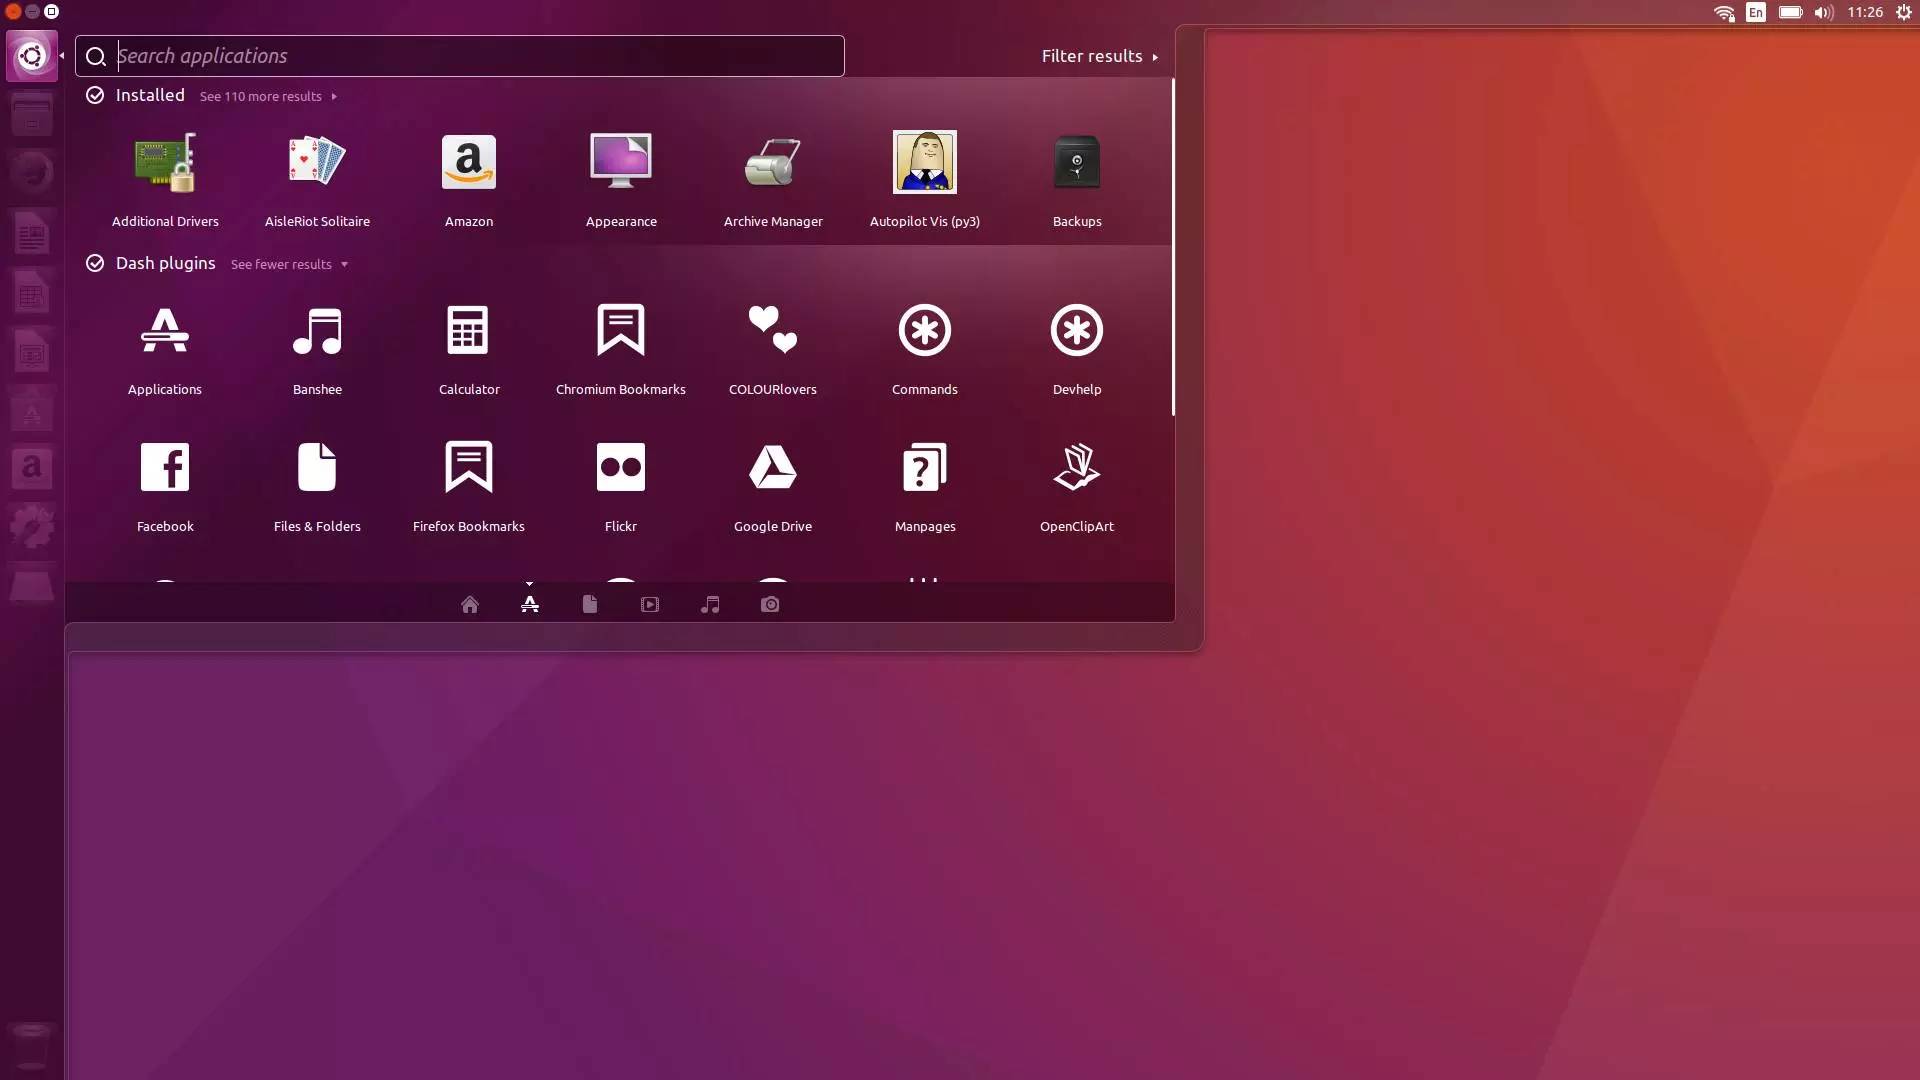 En 11:26
Search applications
Filter results
Installed See 110 more results
Additional Drivers AisleRiot Solitaire Amazon Appearance Archive Manager Autopilot Vis (py3) Backups
Dash plugins See fewer results
Applications Banshee Calculator Chromium Bookmarks COLOURlovers Commands Devhelp
Facebook Files & Folders Firefox Bookmarks Flickr Google Drive Manpages OpenClipArt